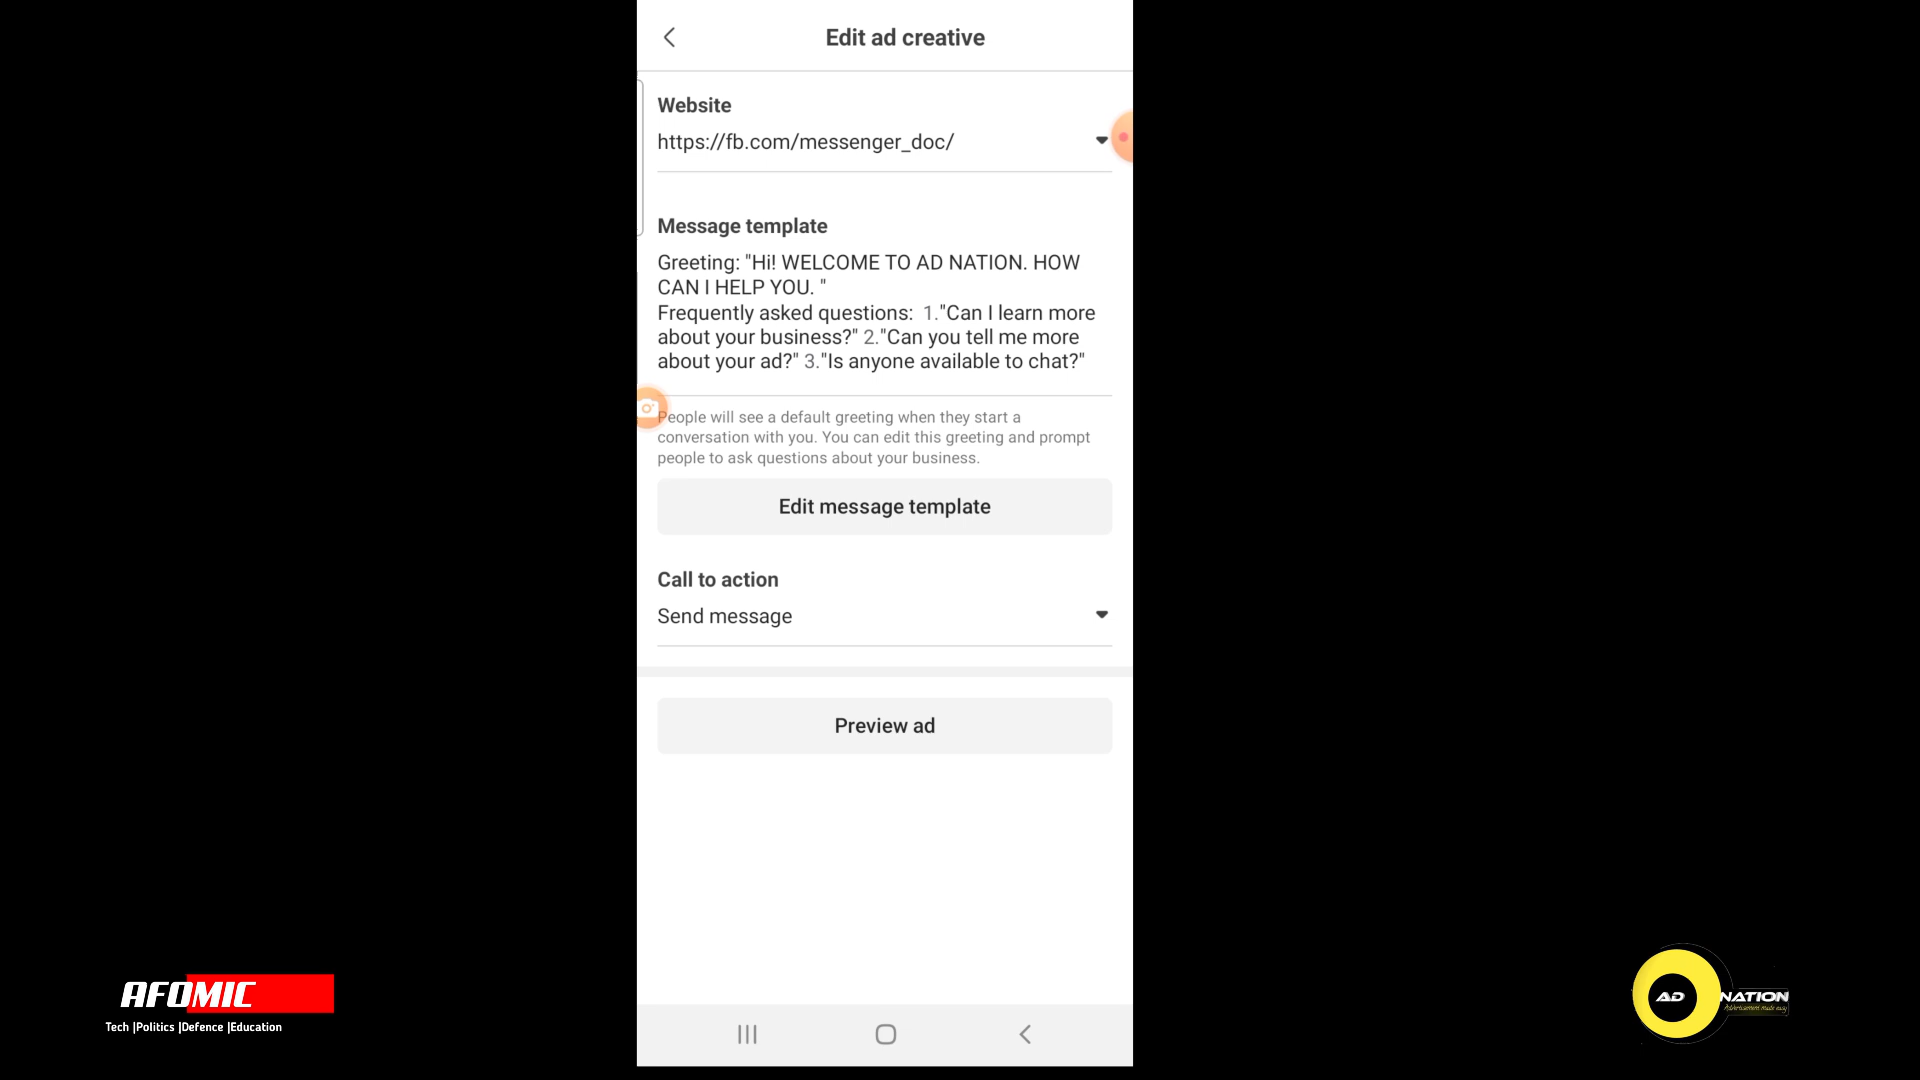 Edit ad creative
Website
https://fb.com/messenger_doc/
Message template
Greeting: "Hi! WELCOME TO AD NATION. HOW
CAN I HELP YOU. "
Frequently asked questions: 1."Can I learn more
about your business?" 2."Can you tell me more
about your ad?" 3."Is anyone available to chat?"
People will see a default greeting when they start a
conversation with you. You can edit this greeting and prompt
people to ask questions about your business.
Edit message template
Call to action
Send message
Preview ad
AFOMIC
Tech |Politics |Defence |Education
AD NATION
Advertisement made easy